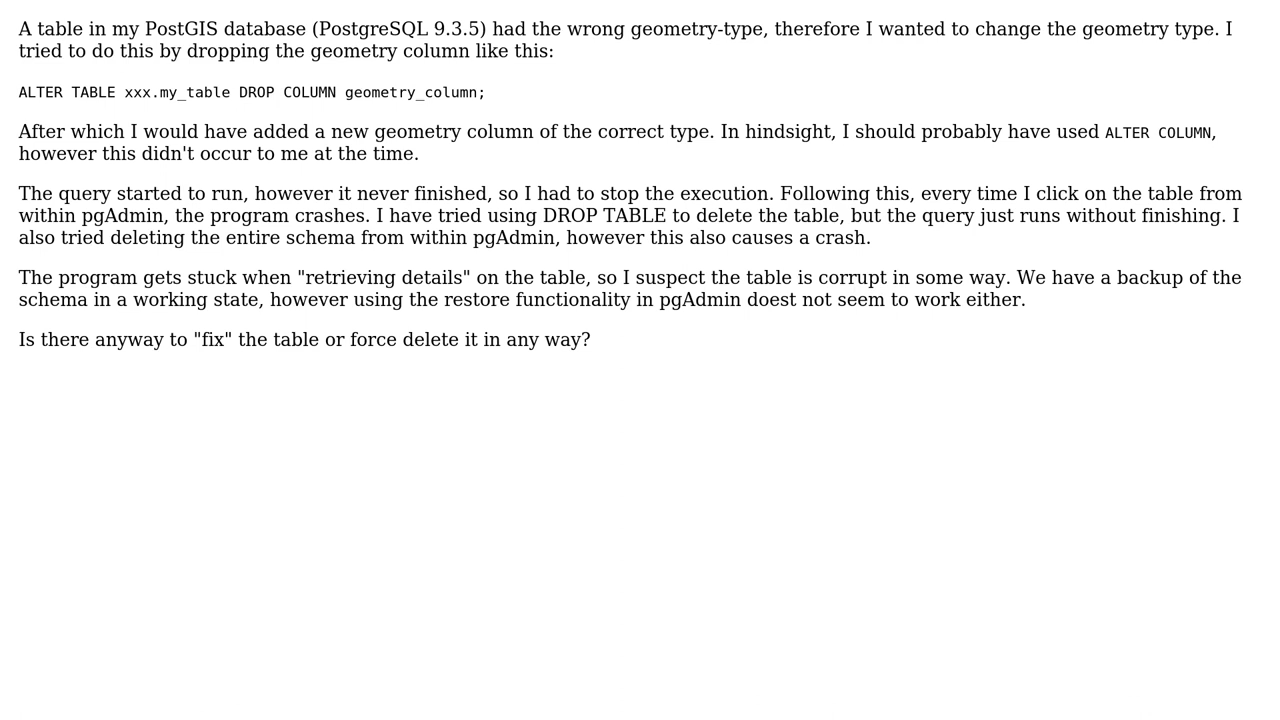 A table in my PostGIS database (PostgreSQL 9.3.5) had the wrong geometry-type, therefore I wanted to change the geometry type. I
tried to do this by dropping the geometry column like this:
ALTER TABLE xxx.my_table DROP COLUMN geometry_column;
After which I would have added a new geometry column of the correct type. In hindsight, I should probably have used ALTER COLUMN,
however this didn't occur to me at the time.
The query started to run, however it never finished, so I had to stop the execution. Following this, every time I click on the table from
within pgAdmin, the program crashes. I have tried using DROP TABLE to delete the table, but the query just runs without finishing. I
also tried deleting the entire schema from within pgAdmin, however this also causes a crash.
The program gets stuck when "retrieving details" on the table, so I suspect the table is corrupt in some way. We have a backup of the
schema in a working state, however using the restore functionality in pgAdmin doest not seem to work either.
Is there anyway to "fix" the table or force delete it in any way?